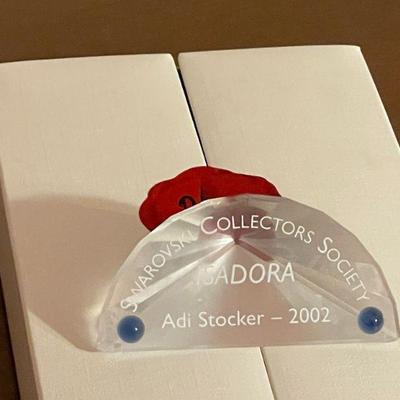 SWAROVSKI COLLECTORS SOCIETY
ISADORA
Adi Stocker – 2002